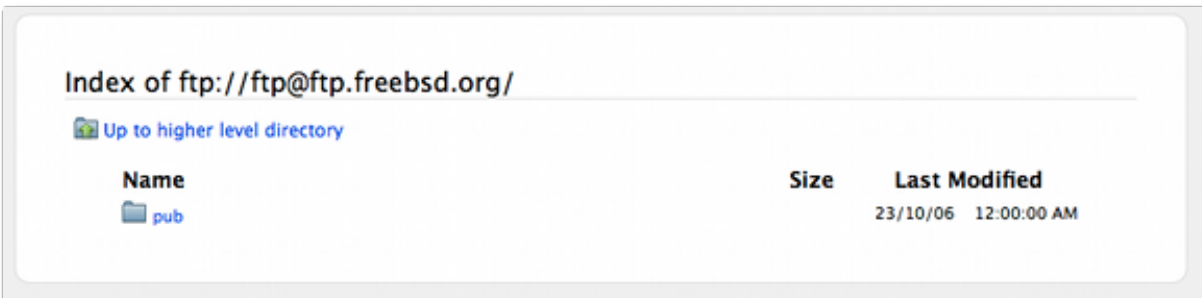 Index of ftp://ftp@ftp.freebsd.org/
Up to higher level directory
Name Size Last Modified
pub 23/10/06 12:00:00 AM